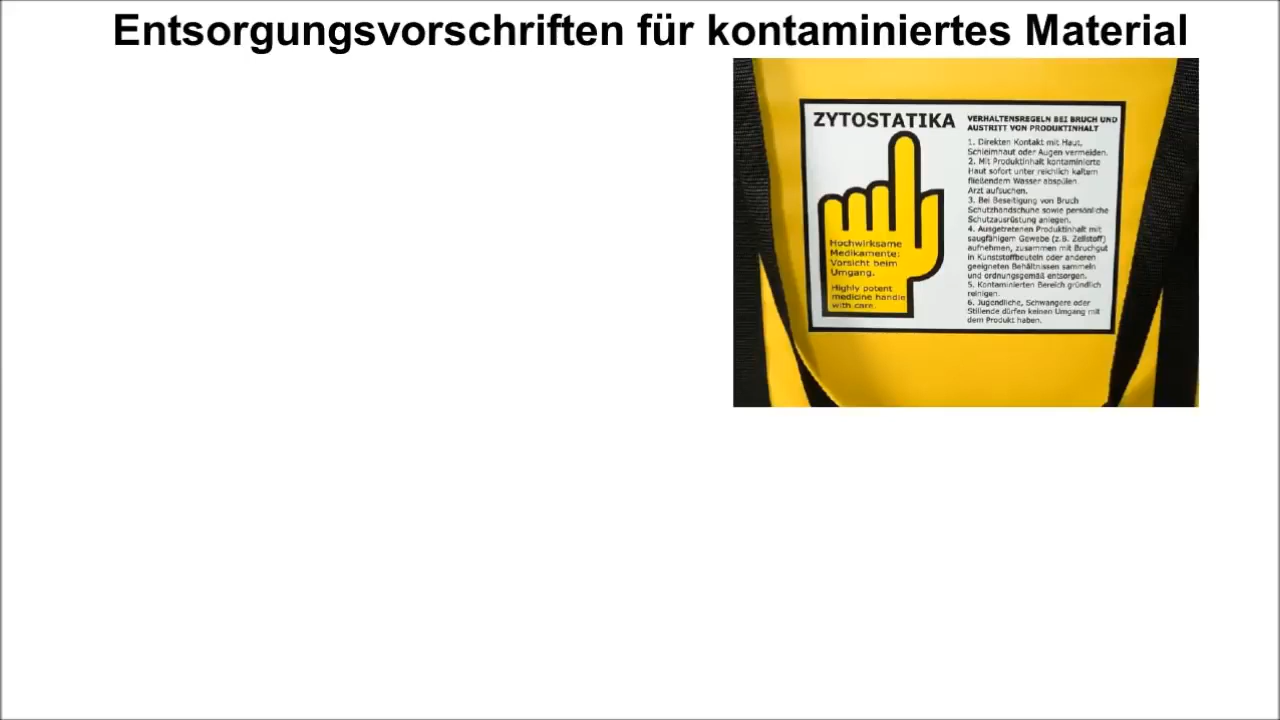 Entsorgungsvorschriften für kontaminiertes Material
ZYTOSTATIKA
Hochwirksame
Medikamente:
Vorsicht beim
Umgang.
Highly potent
medicine handle
with care.
VERHALTENSREGELN BEI BRUCH UND
AUSTRITT VON PRODUKTINHALT
1. Direkten Kontakt mit Haut,
Schleimhaut oder Augen vermeiden.
2. Mit Produktinhalt kontaminierte
Haut sofort unter reichlich kaltem
fließendem Wasser abspülen.
Arzt aufsuchen.
3. Bei Beseitigung von Bruch
Schutzhandschuhe sowie persönliche
Schutzausrüstung anlegen.
4. Ausgetretenen Produktinhalt mit
saugfähigem Gewebe (z.B. Zellstoff)
aufnehmen, zusammen mit Bruchgut
in Kunststoffbeuteln oder anderen
geeigneten Behältnissen sammeln
und ordnungsgemäß entsorgen.
5. Kontaminierten Bereich gründlich
reinigen.
6. Jugendliche, Schwangere oder
Stillende dürfen keinen Umgang mit
dem Produkt haben.